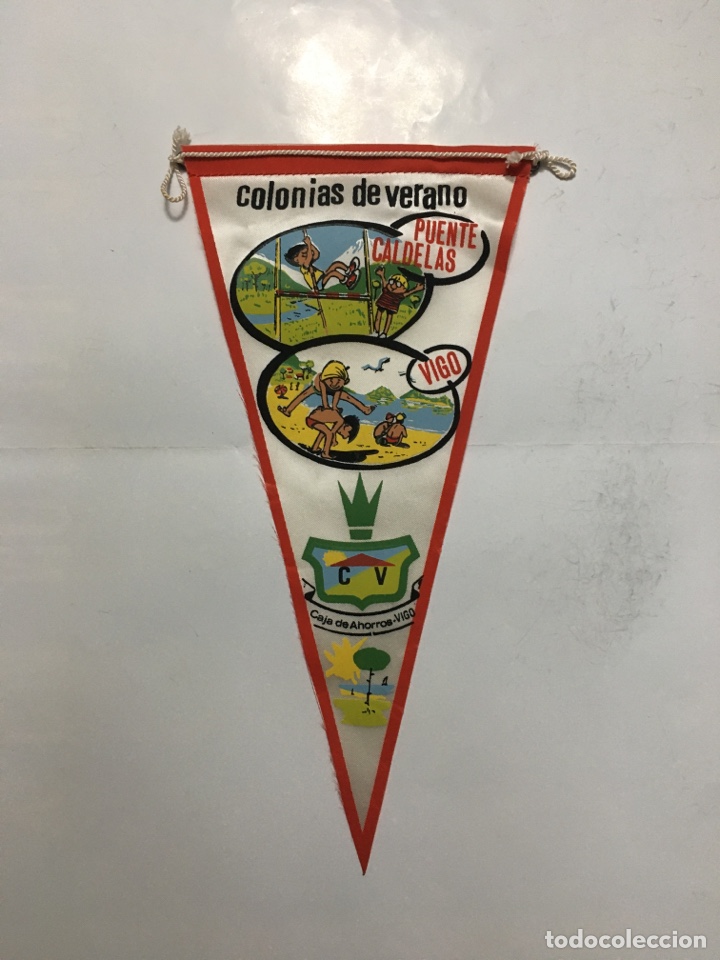 colonias de verano
PUENTE
CALDELAS
VIGO
C V
Caja de Ahorros-VIGO
todocoleccion